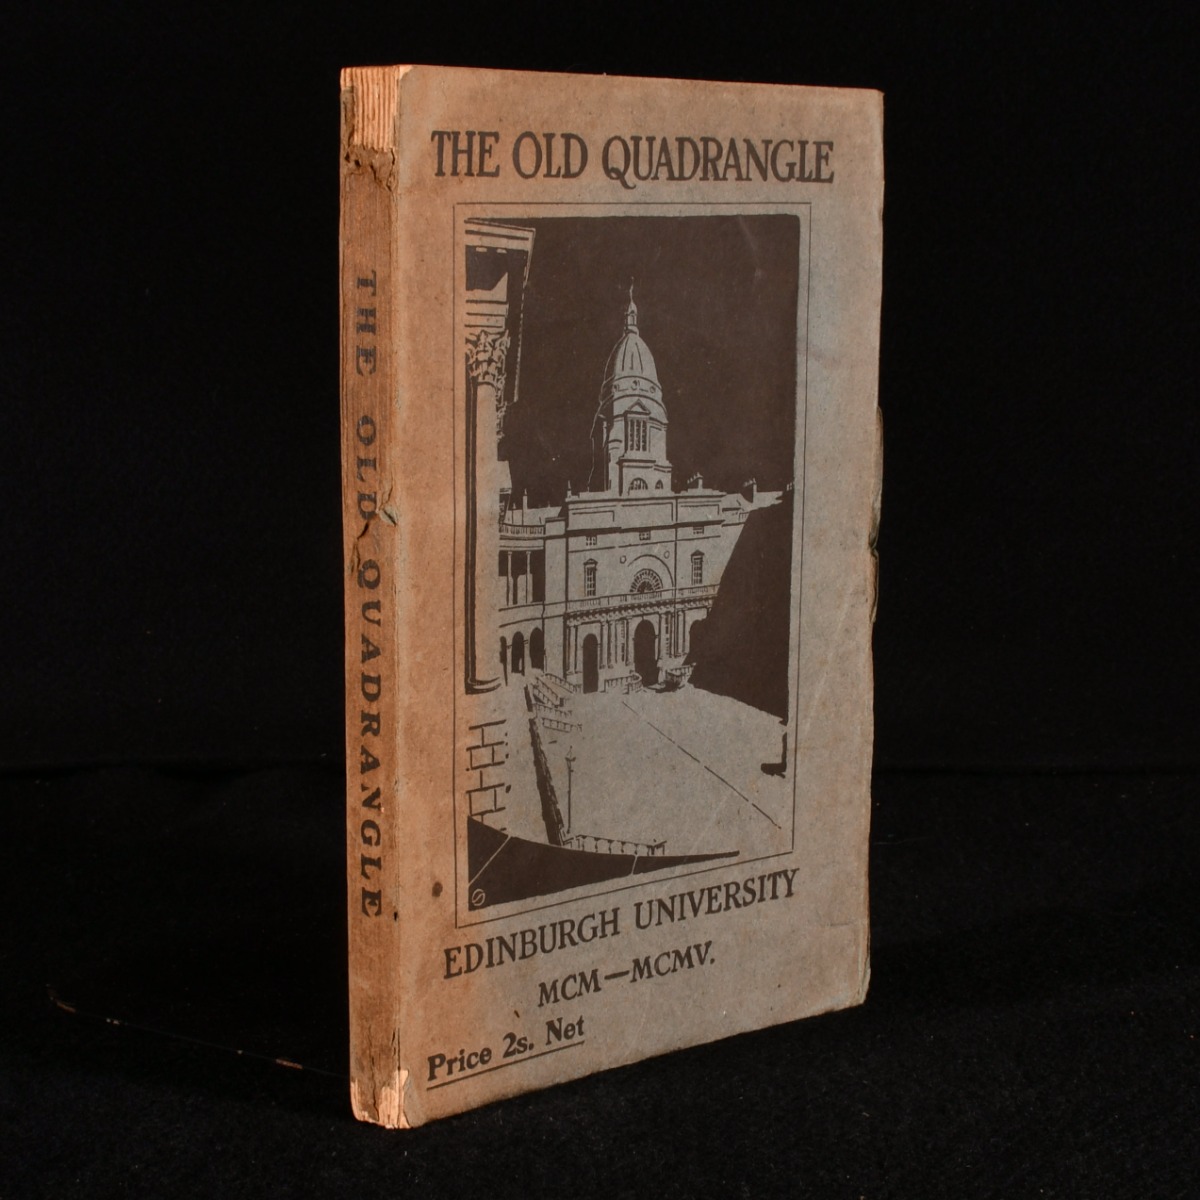 THE OLD QUADRANGLE
EDINBURGH UNIVERSITY
MCM—MCMV.
Price 2s. Net
THE OLD QUADRANGLE